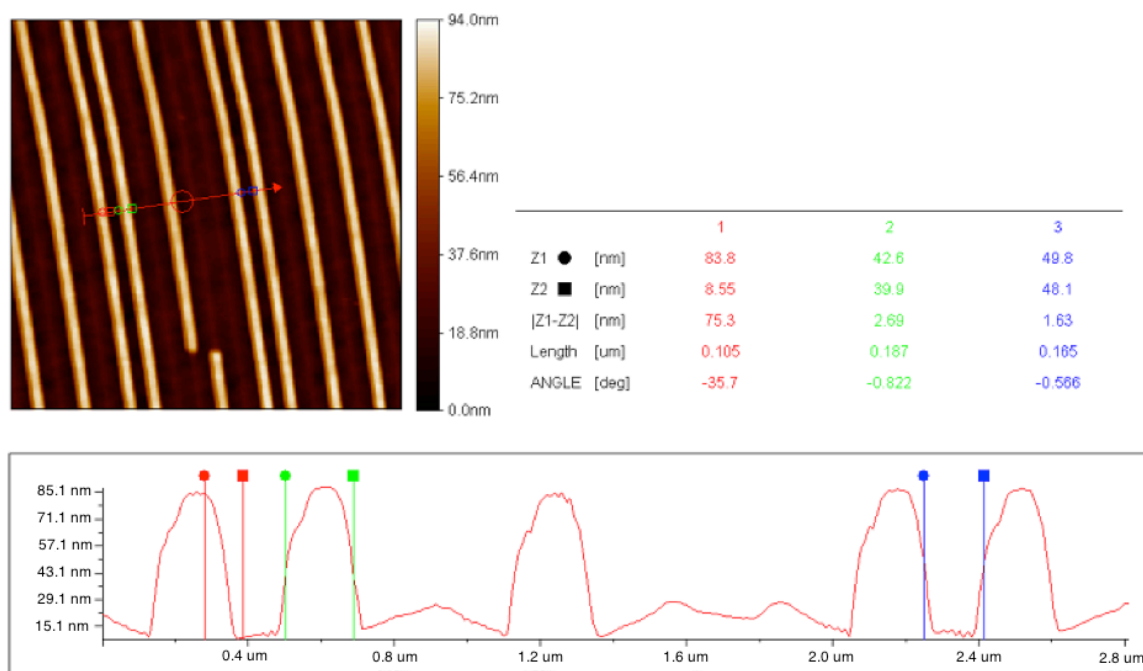 94.0nm
75.2nm
56.4nm
37.6nm
18.8nm
0.0nm
1 2 3
Z1 [nm] 83.8 42.6 49.8
Z2 [nm] 8.55 39.9 48.1
|Z1-Z2| [nm] 75.3 2.69 1.63
Length [um] 0.105 0.187 0.165
ANGLE [deg] -35.7 -0.822 -0.566
85.1 nm
71.1 nm
57.1 nm
43.1 nm
29.1 nm
15.1 nm
0.4 um 0.8 um 1.2 um 1.6 um 2.0 um 2.4 um 2.8 um